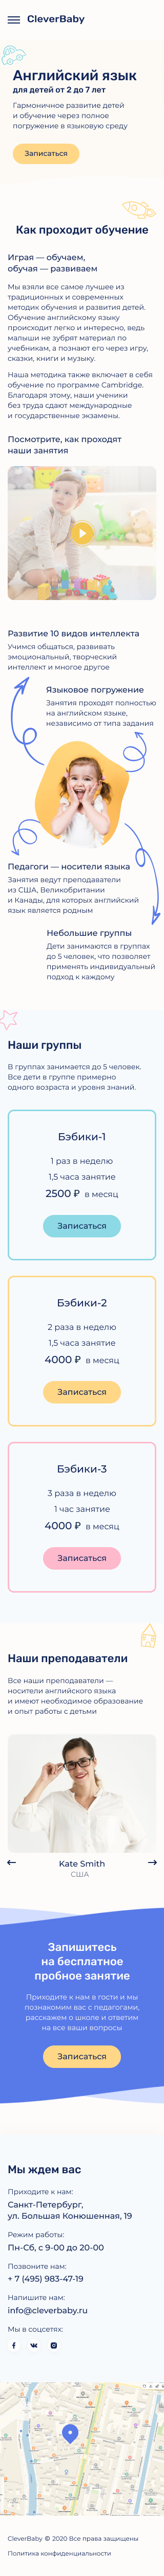 CleverBaby
Английский язык
для детей от 2 до 7 лет
Гармоничное развитие детей
и обучение через полное
погружение в языковую среду
Записаться
Как проходит обучение
Играя — обучаем,
обучая — развиваем
Мы взяли все самое лучшее из
традиционных и современных
методик обучения и развития детей.
Обучение английскому языку
происходит легко и интересно, ведь
малыши не зубрят материал по
учебникам, а познают его через игру,
сказки, книги и музыку.
Наша методика также включает в себя
обучение по программе Cambridge.
Благодаря этому, наши ученики
без труда сдают международные
и государственные экзамены.
Посмотрите, как проходят
наши занятия
Развитие 10 видов интеллекта
Учимся общаться, развивать
эмоциональный, творческий
интеллект и многое другое
Языковое погружение
Занятия проходят полностью
на английском языке,
независимо от типа задания
Педагоги — носители языка
Занятия ведут преподаватели
из США, Великобритании
и Канады, для которых английский
язык является родным
Небольшие группы
Дети занимаются в группах
до 5 человек, что позволяет
применять индивидуальный
подход к каждому
Наши группы
В группах занимается до 5 человек.
Все дети в группе примерно
одного возраста и уровня знаний.
Бэбики-1
1 раз в неделю
1,5 часа занятие
2500 ₽ в месяц
Записаться
Бэбики-2
2 раза в неделю
1,5 часа занятие
4000 ₽ в месяц
Записаться
Бэбики-3
3 раза в неделю
1 час занятие
4000 ₽ в месяц
Записаться
Наши преподаватели
Все наши преподаватели —
носители английского языка
и имеют необходимое образование
и опыт работы с детьми
Kate Smith
США
Запишитесь
на бесплатное
пробное занятие
Приходите к нам в гости и мы
познакомим вас с педагогами,
расскажем о школе и ответим
на все ваши вопросы
Записаться
Мы ждем вас
Приходите к нам:
Санкт-Петербург,
ул. Большая Конюшенная, 19
Режим работы:
Пн-Сб, с 9-00 до 20-00
Позвоните нам:
+ 7 (495) 983-47-19
Напишите нам:
info@cleverbaby.ru
Мы в соцсетях:
CleverBaby © 2020 Все права защищены
Политика конфиденциальности